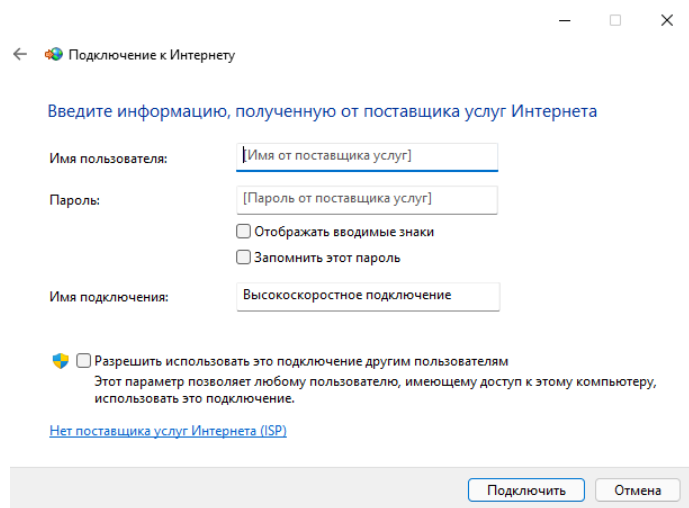 Подключение к Интернету
Введите информацию, полученную от поставщика услуг Интернета
Имя пользователя:
[Имя от поставщика услуг]
Пароль:
[Пароль от поставщика услуг]
Отображать вводимые знаки
Запомнить этот пароль
Имя подключения:
Высокоскоростное подключение
Разрешить использовать это подключение другим пользователям
Этот параметр позволяет любому пользователю, имеющему доступ к этому компьютеру,
использовать это подключение.
Нет поставщика услуг Интернета (ISP)
Подключить
Отмена